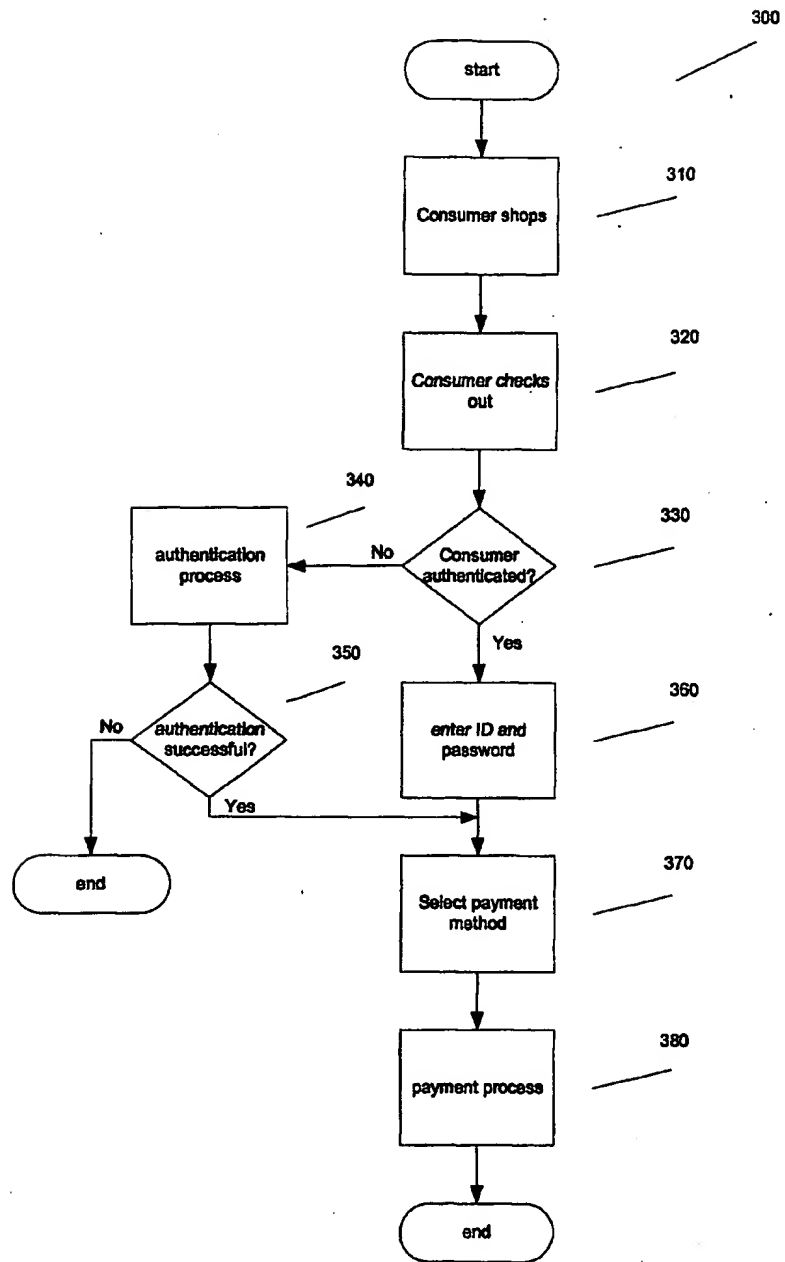 300
start
310
Consumer shops
320
Consumer checks
out
340
330
authentication
process
No
Consumer
authenticated?
Yes
350
360
No
authentication
successful?
enter ID and
password
Yes
end
370
Select payment
method
380
payment process
end